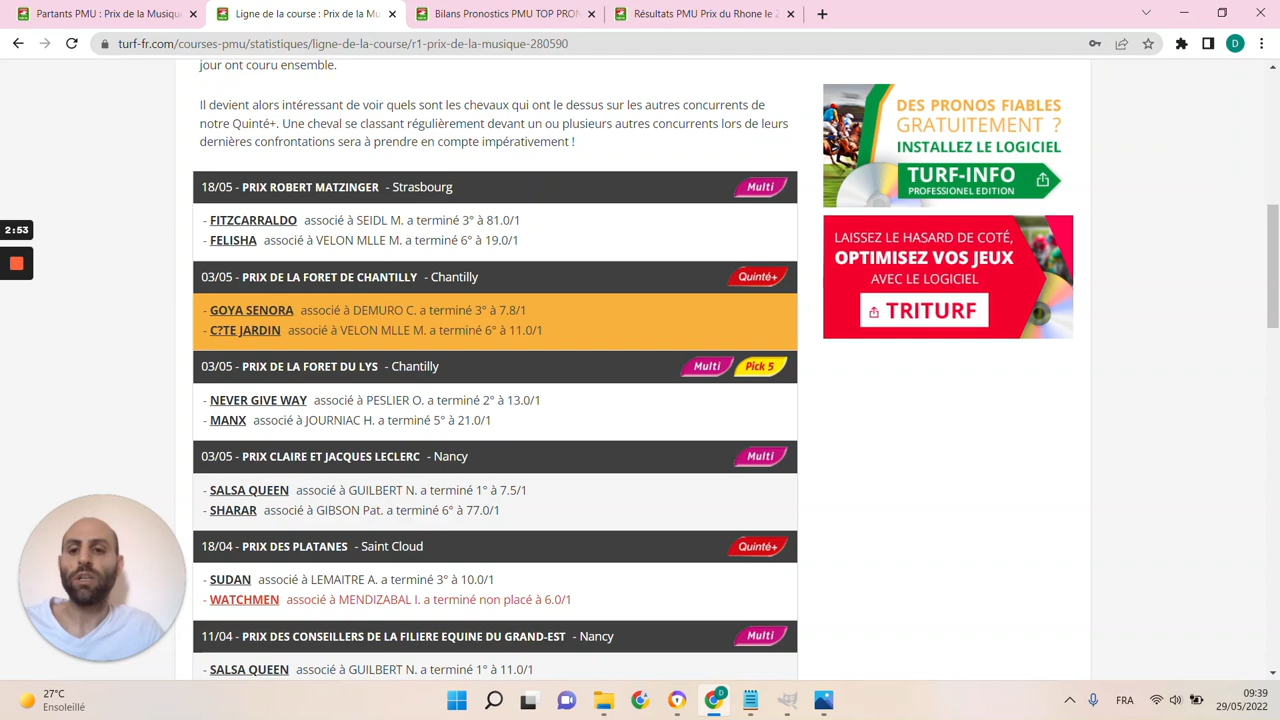 Partants PMU : Prix de la Musiqu
Ligne de la course : Prix de la Mu
Bilans Pronostics PMU TOP PRON
Résultats PMU Prix du Rhone le 2
turf-fr.com/courses-pmu/statistiques/ligne-de-la-course/r1-prix-de-la-musique-280590
jour ont couru ensemble.
Il devient alors intéressant de voir quels sont les chevaux qui ont le dessus sur les autres concurrents de
notre Quinté+. Une cheval se classant régulièrement devant un ou plusieurs autres concurrents lors de leurs
dernières confrontations sera à prendre en compte impérativement !
18/05 - PRIX ROBERT MATZINGER - Strasbourg Multi
- FITZCARRALDO associé à SEIDL M. a terminé 3° à 81.0/1
- FELISHA associé à VELON MLLE M. a terminé 6° à 19.0/1
03/05 - PRIX DE LA FORET DE CHANTILLY - Chantilly Quinté+
- GOYA SENORA associé à DEMURO C. a terminé 3° à 7.8/1
- C?TE JARDIN associé à VELON MLLE M. a terminé 6° à 11.0/1
03/05 - PRIX DE LA FORET DU LYS - Chantilly Multi Pick 5
- NEVER GIVE WAY associé à PESLIER O. a terminé 2° à 13.0/1
- MANX associé à JOURNIAC H. a terminé 5° à 21.0/1
03/05 - PRIX CLAIRE ET JACQUES LECLERC - Nancy Multi
- SALSA QUEEN associé à GUILBERT N. a terminé 1° à 7.5/1
- SHARAR associé à GIBSON Pat. a terminé 6° à 77.0/1
18/04 - PRIX DES PLATANES - Saint Cloud Quinté+
- SUDAN associé à LEMAITRE A. a terminé 3° à 10.0/1
- WATCHMEN associé à MENDIZABAL I. a terminé non placé à 6.0/1
11/04 - PRIX DES CONSEILLERS DE LA FILIERE EQUINE DU GRAND-EST - Nancy Multi
- SALSA QUEEN associé à GUILBERT N. a terminé 1° à 11.0/1
DES PRONOS FIABLES
GRATUITEMENT ?
INSTALLEZ LE LOGICIEL
TURF-INFO
PROFESSIONEL EDITION
LAISSEZ LE HASARD DE COTÉ,
OPTIMISEZ VOS JEUX
AVEC LE LOGICIEL
TRITURF
2:53
D
27°C
Ensoleillé
D
FRA
09:39
29/05/2022